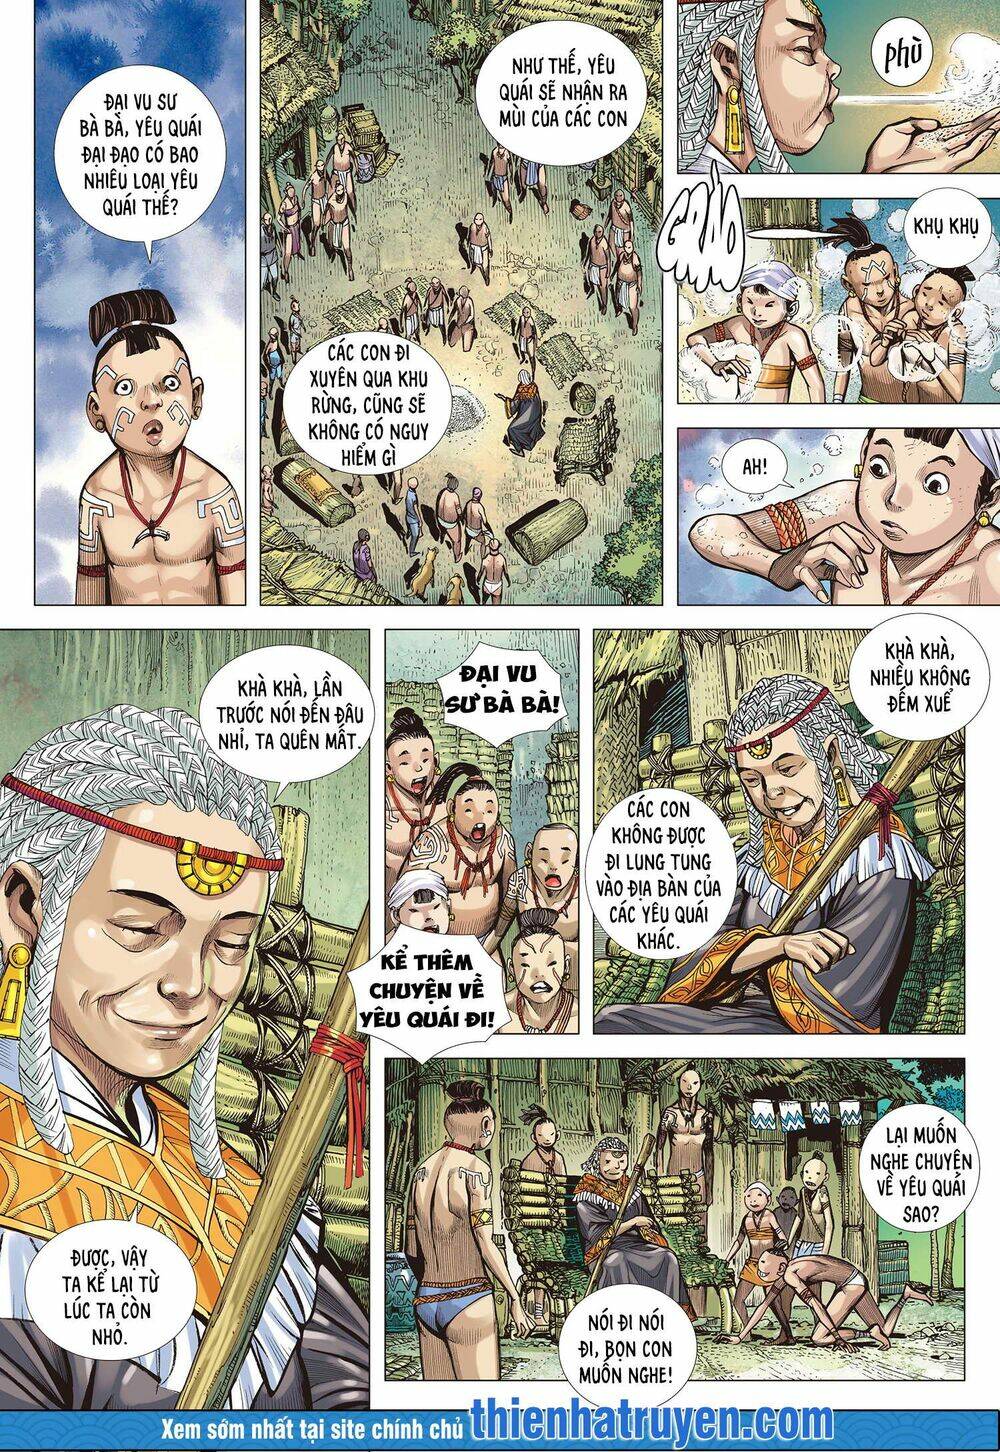 ĐẠI VU SƯ
BÀ BÀ, YÊU QUÁI
ĐẠI ĐẠO CÓ BAO
NHIÊU LOẠI YÊU
QUÁI THẾ?
NHƯ THẾ, YÊU
QUÁI SẼ NHẬN RA
MÙI CỦA CÁC CON
CÁC CON ĐI
XUYÊN QUA KHU
RỪNG, CŨNG SẼ
KHÔNG CÓ NGUY
HIỂM GÌ
PHÙ
KHỤ KHỤ
AH!
KHÀ KHÀ, LẦN
TRƯỚC NÓI ĐẾN ĐÂU
NHỈ, TA QUÊN MẤT.
ĐƯỢC, VẬY
TA KỂ LẠI TỪ
LÚC TA CÒN
NHỎ.
ĐẠI VU
SƯ BÀ BÀ!
KỂ THÊM
CHUYỆN VỀ
YÊU QUÁI ĐI!
KHÀ KHÀ,
NHIỀU KHÔNG
ĐẾM XUỂ
CÁC CON
KHÔNG ĐƯỢC
ĐI LUNG TUNG
VÀO ĐỊA BÀN CỦA
CÁC YÊU QUÁI
KHÁC.
LẠI MUỐN
NGHE CHUYỆN
VỀ YÊU QUÁI
SAO?
NÓI ĐI NÓI
ĐI, BỌN CON
MUỐN NGHE!
Xem sớm nhất tại site chính chủ thienhatruyen.com